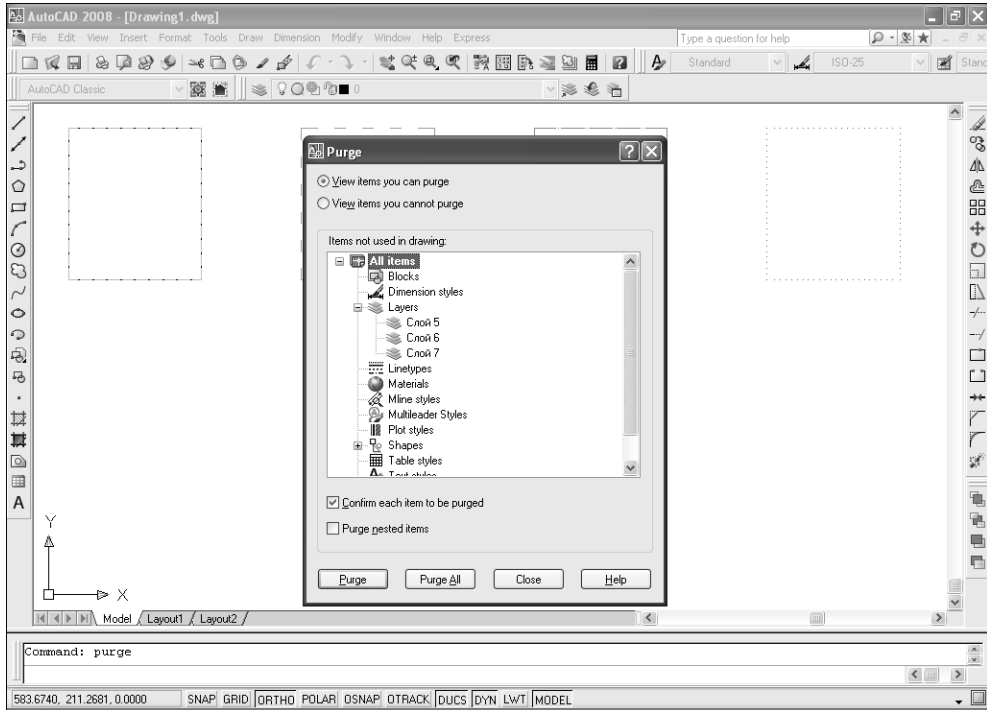 AutoCAD 2008 - [Drawing1.dwg]
File Edit View Insert Format Tools Draw Dimension Modify Window Help Express
Type a question for help
Standard
ISO-25
Stand
AutoCAD Classic
0
Purge
View items you can purge
View items you cannot purge
Items not used in drawing:
All items
Blocks
Dimension styles
Layers
Слой 5
Слой 6
Слой 7
Linetypes
Materials
Mline styles
Multileader Styles
Plot styles
Shapes
Table styles
Text styles
Confirm each item to be purged
Purge nested items
Purge
Purge All
Close
Help
Y
X
Model
Layout1
Layout2
Command: purge
583.6740, 211.2681, 0.0000
SNAP GRID ORTHO POLAR OSNAP OTRACK DUCS DYN LWT MODEL